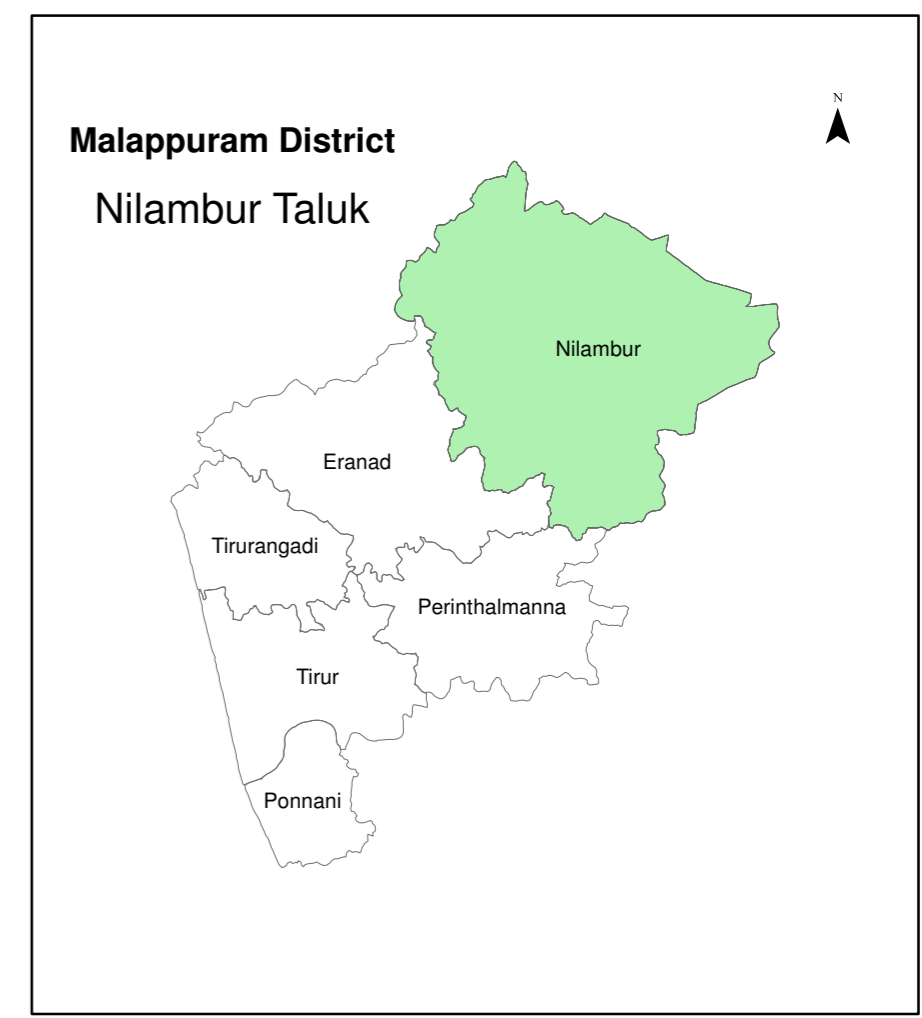 N
Malappuram District
Nilambur Taluk
Nilambur
Eranad
Tirurangadi
Perinthalmanna
Tirur
Ponnani